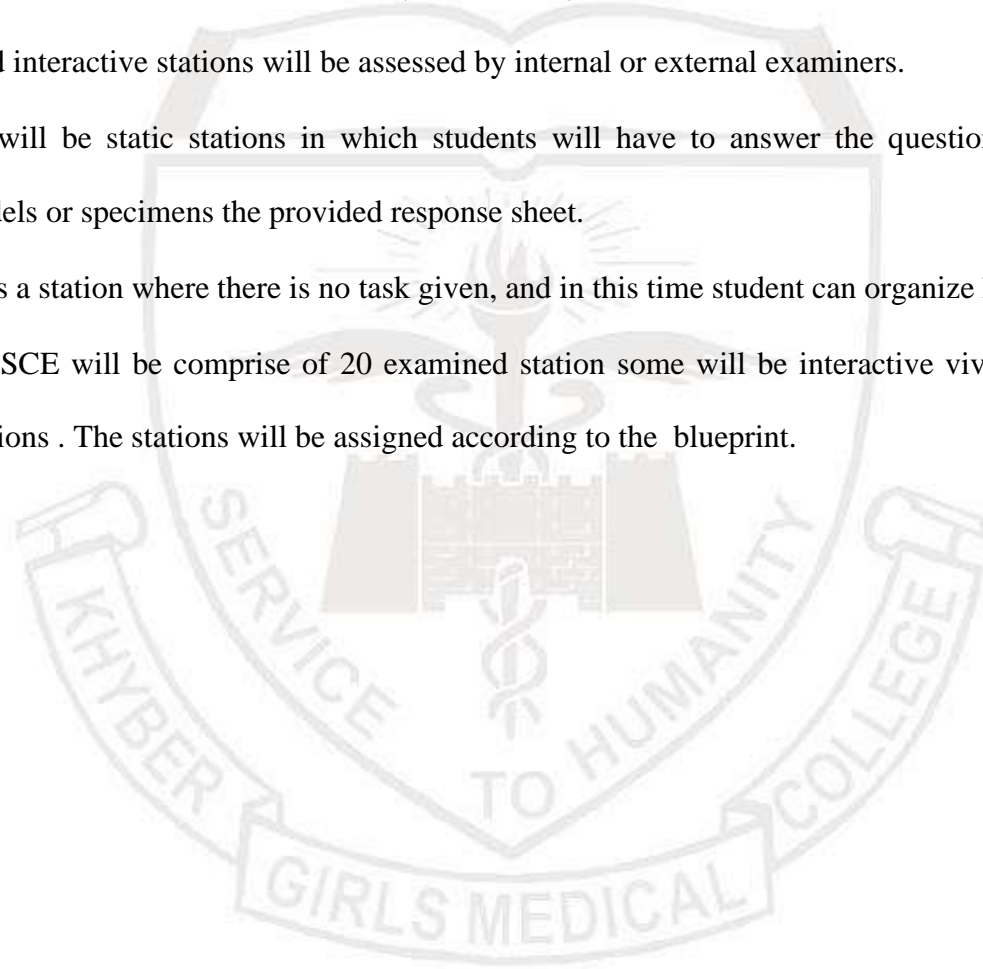 interactive stations will be assessed by internal or external examiners.
will be static stations in which students will have to answer the question
or specimens the provided response sheet.
s a station where there is no task given, and in this time student can organize
SCE will be comprise of 20 examined station some will be interactive viv
ions . The stations will be assigned according to the blueprint.
SERVICE TO HUMANITY
KHYBER GIRLS MEDICAL COLLEGE